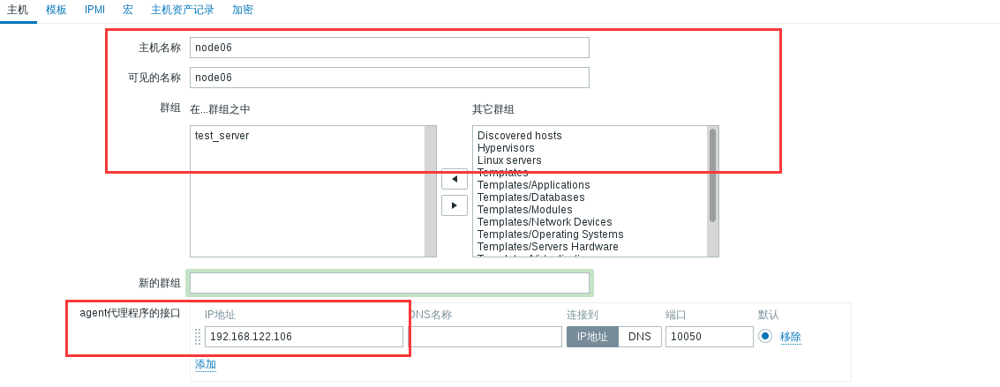 主机 模板 IPMI 宏 主机资产记录 加密
主机名称 node06
可见的名称 node06
群组 在...群组之中 其它群组
test_server
Discovered hosts
Hypervisors
Linux servers
Templates
Templates/Applications
Templates/Databases
Templates/Modules
Templates/Network Devices
Templates/Operating Systems
Templates/Servers Hardware
新的群组
agent代理程序的接口 IP地址 DNS名称 连接到 端口 默认
192.168.122.106 IP地址 DNS 10050 移除
添加